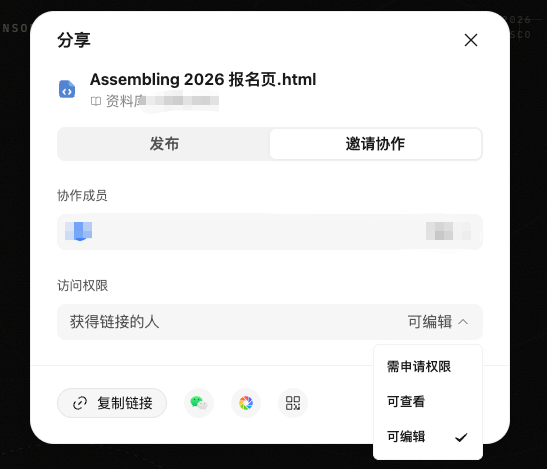 分享
Assembling 2026 报名页.html
资料库
发布
邀请协作
协作成员
访问权限
获得链接的人
可编辑
需申请权限
可查看
可编辑
复制链接